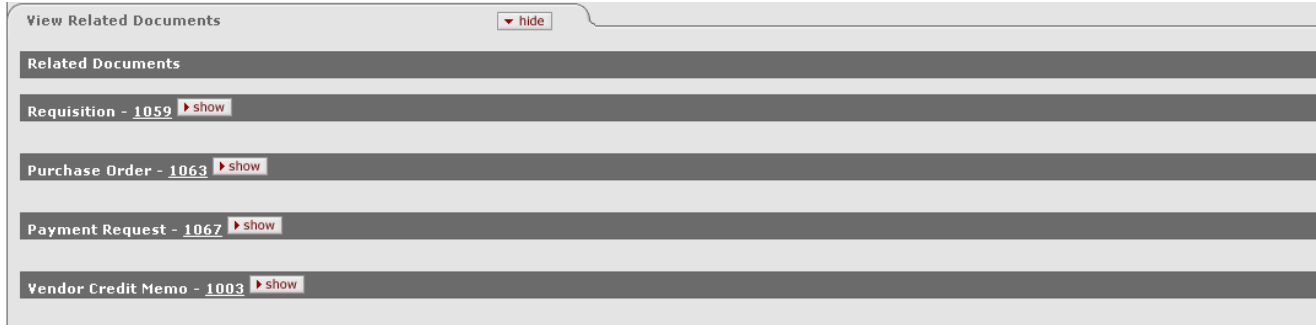 View Related Documents hide
Related Documents
Requisition - 1059 show
Purchase Order - 1063 show
Payment Request - 1067 show
Vendor Credit Memo - 1003 show